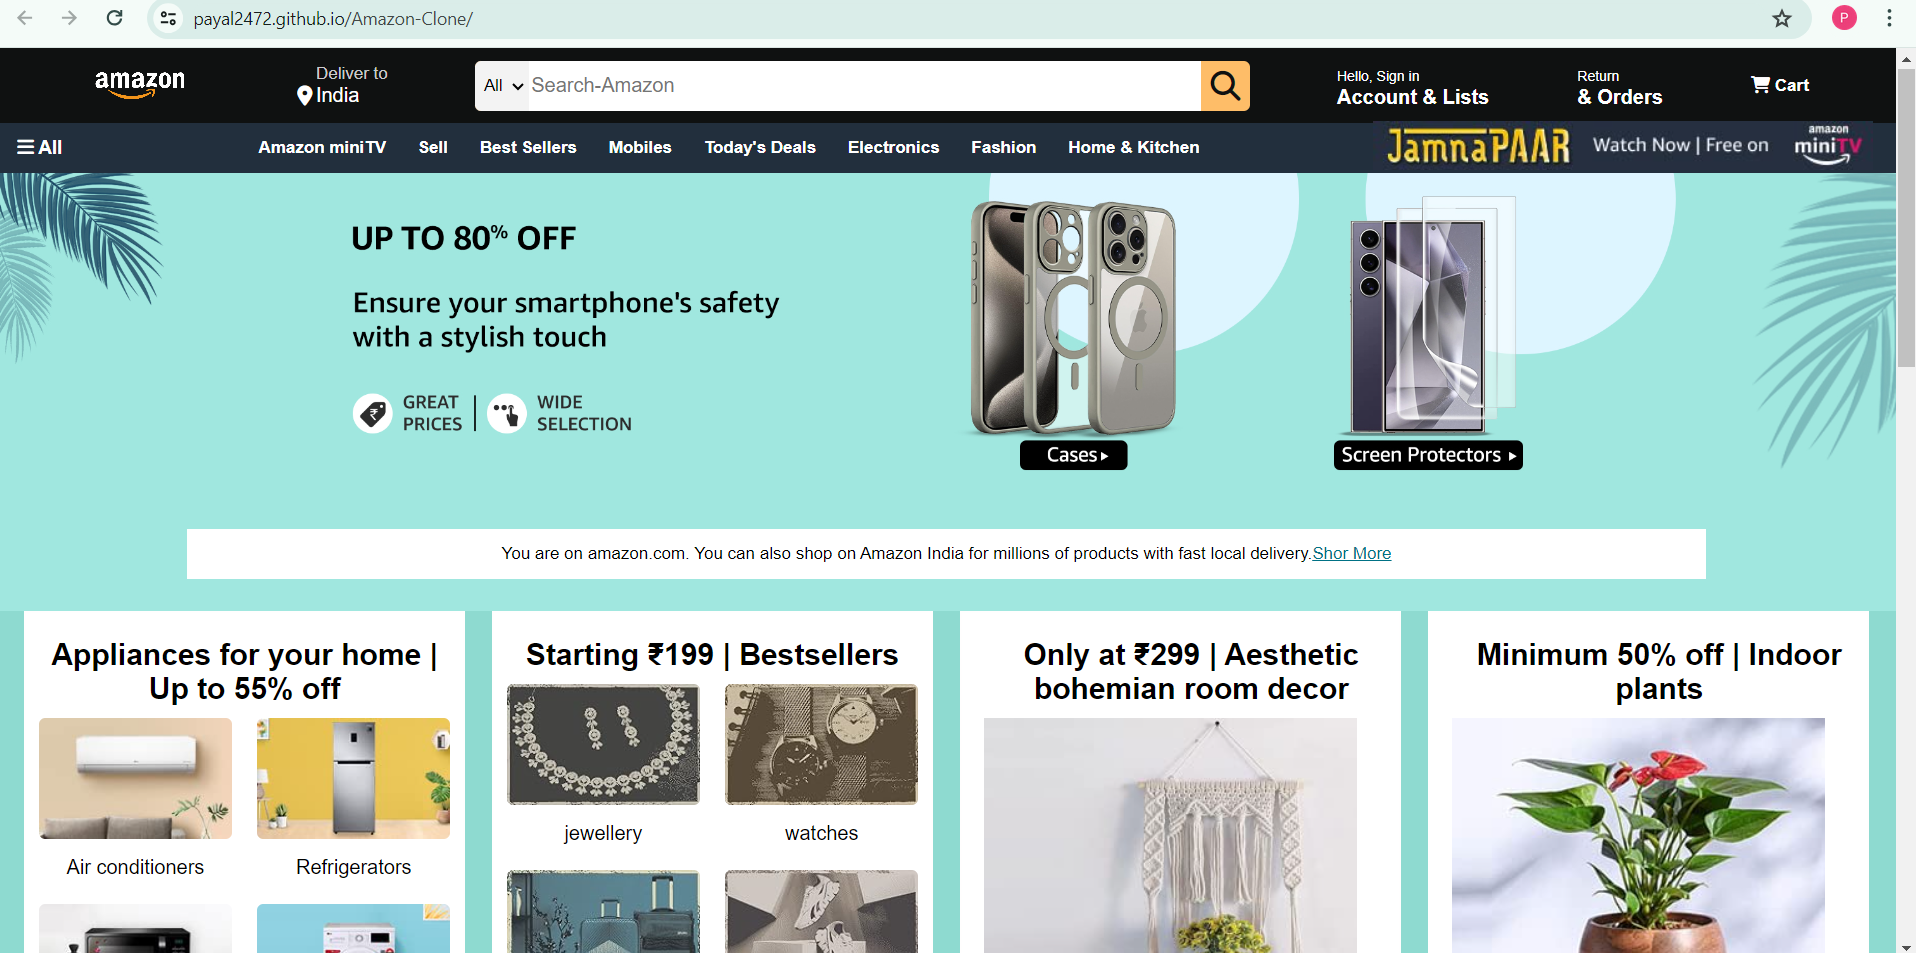 payal2472.github.io/Amazon-Clone/
P
amazon
Deliver to
India
All
Search-Amazon
Hello, Sign in
Account & Lists
Return
& Orders
Cart
All
Amazon miniTV
Sell
Best Sellers
Mobiles
Today's Deals
Electronics
Fashion
Home & Kitchen
JamnaPAAR
Watch Now | Free on
amazon
miniTV
UP TO 80% OFF
Ensure your smartphone's safety
with a stylish touch
GREAT
PRICES
WIDE
SELECTION
Cases
Screen Protectors
You are on amazon.com. You can also shop on Amazon India for millions of products with fast local delivery.Shor More
Appliances for your home |
Up to 55% off
Starting ₹199 | Bestsellers
Only at ₹299 | Aesthetic
bohemian room decor
Minimum 50% off | Indoor
plants
jewellery
watches
Air conditioners
Refrigerators